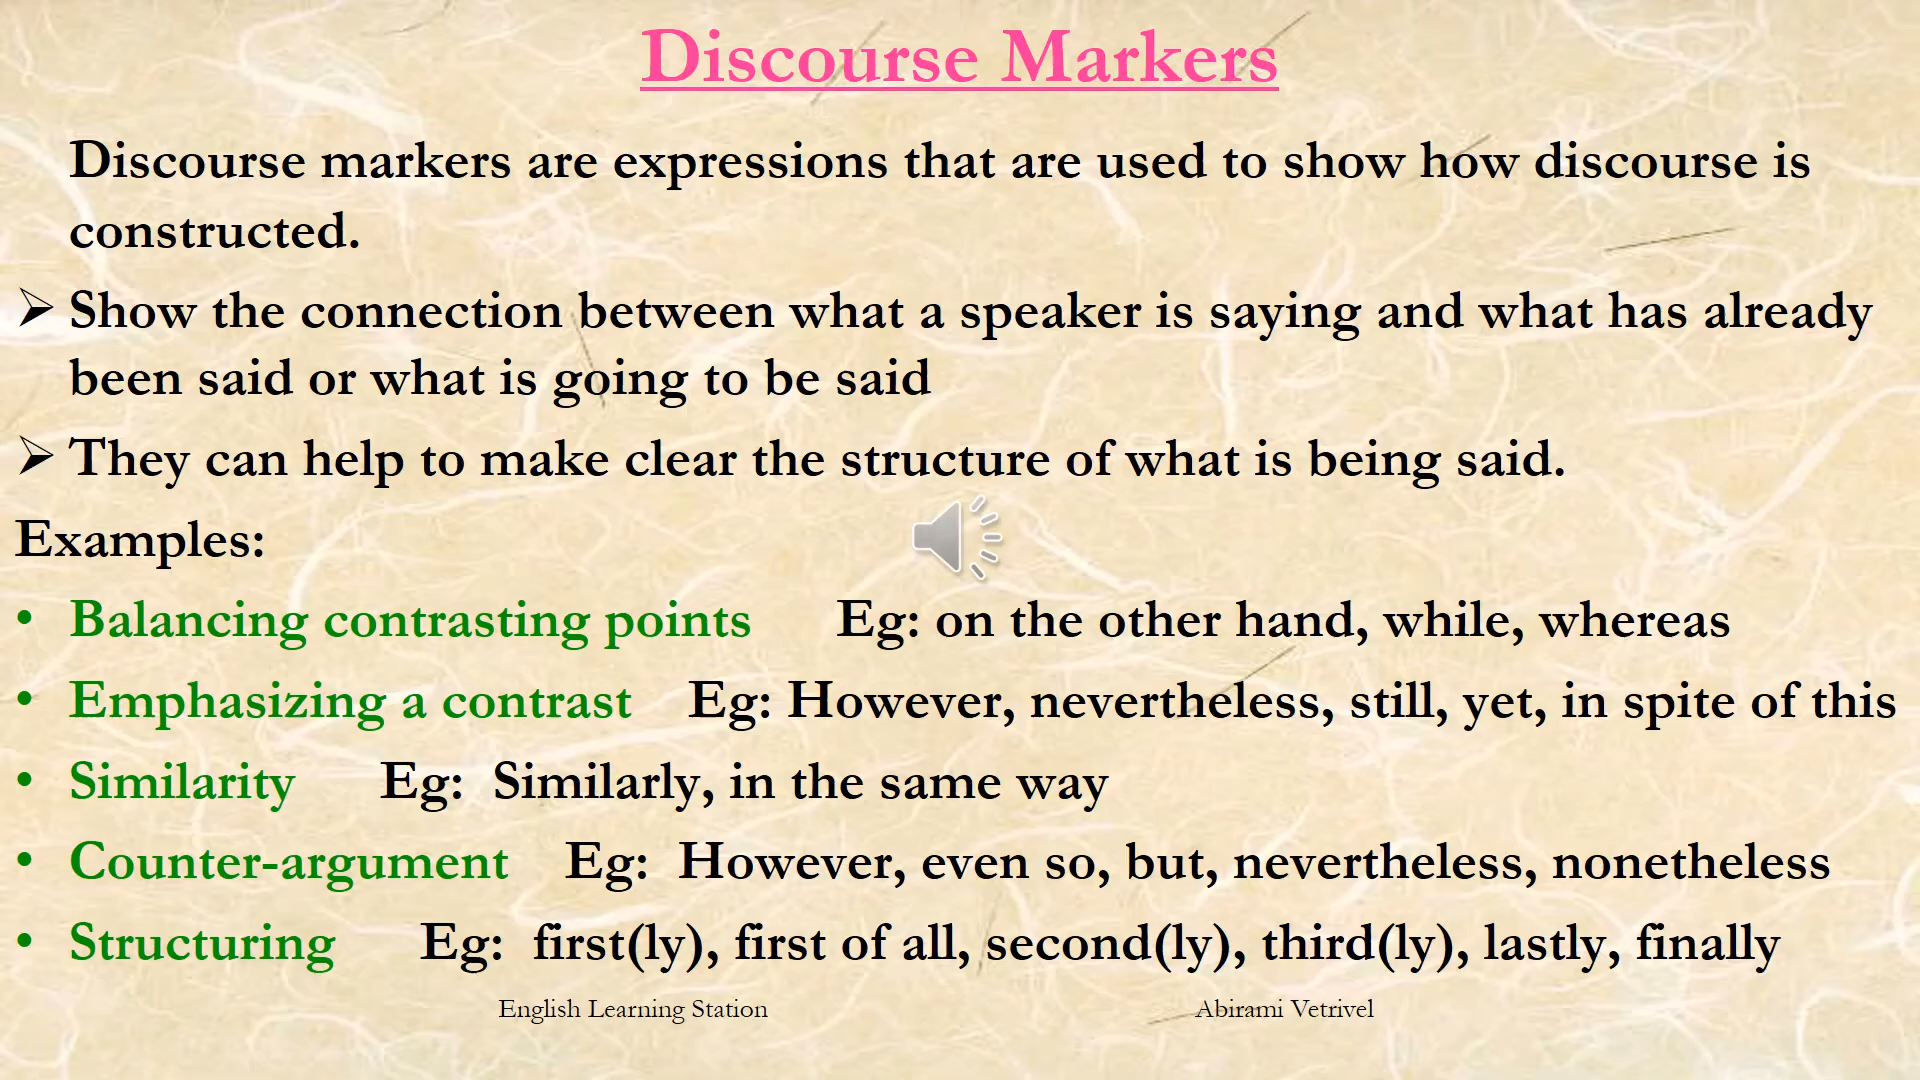 Discourse Markers
Discourse markers are expressions that are used to show how discourse is
constructed.
➢ Show the connection between what a speaker is saying and what has already
been said or what is going to be said
➢ They can help to make clear the structure of what is being said.
Examples:
• Balancing contrasting points Eg: on the other hand, while, whereas
• Emphasizing a contrast Eg: However, nevertheless, still, yet, in spite of this
• Similarity Eg: Similarly, in the same way
• Counter-argument Eg: However, even so, but, nevertheless, nonetheless
• Structuring Eg: first(ly), first of all, second(ly), third(ly), lastly, finally
English Learning Station Abirami Vetrivel